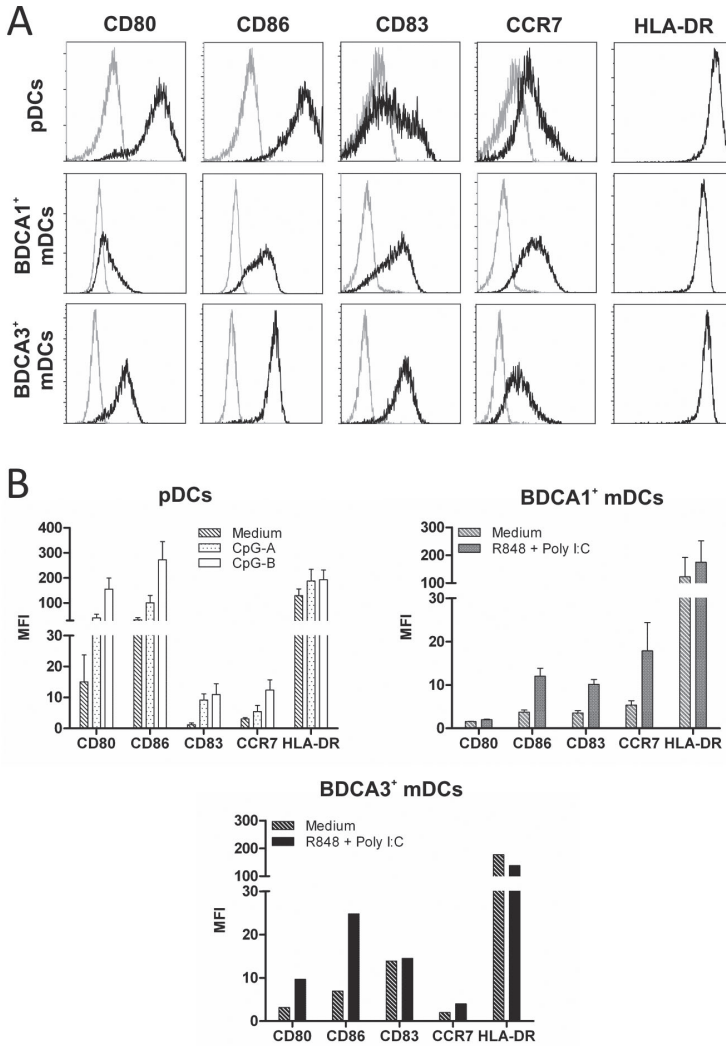 A
CD80 CD86 CD83 CCR7 HLA-DR
pDCs
BDCA1+ mDCs
BDCA3+ mDCs
B
pDCs
MFI
400
300
200
100
30
20
10
0
Medium
CpG-A
CpG-B
CD80 CD86 CD83 CCR7 HLA-DR
BDCA1+ mDCs
MFI
300
200
100
30
20
10
0
Medium
R848 + Poly I:C
CD80 CD86 CD83 CCR7 HLA-DR
BDCA3+ mDCs
MFI
300
200
100
30
20
10
0
Medium
R848 + Poly I:C
CD80 CD86 CD83 CCR7 HLA-DR